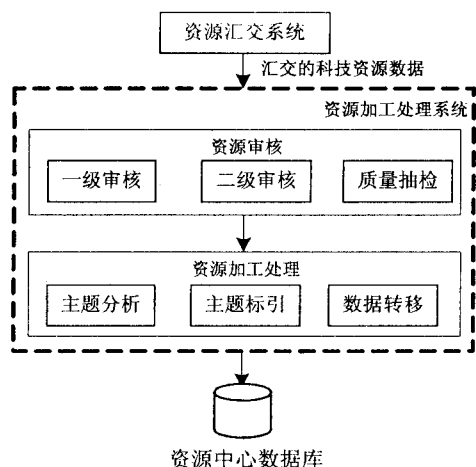 资源汇交系统
汇交的科技资源数据
资源加工处理系统
资源审核
一级审核 二级审核 质量抽检
资源加工处理
主题分析 主题标引 数据转移
资源中心数据库